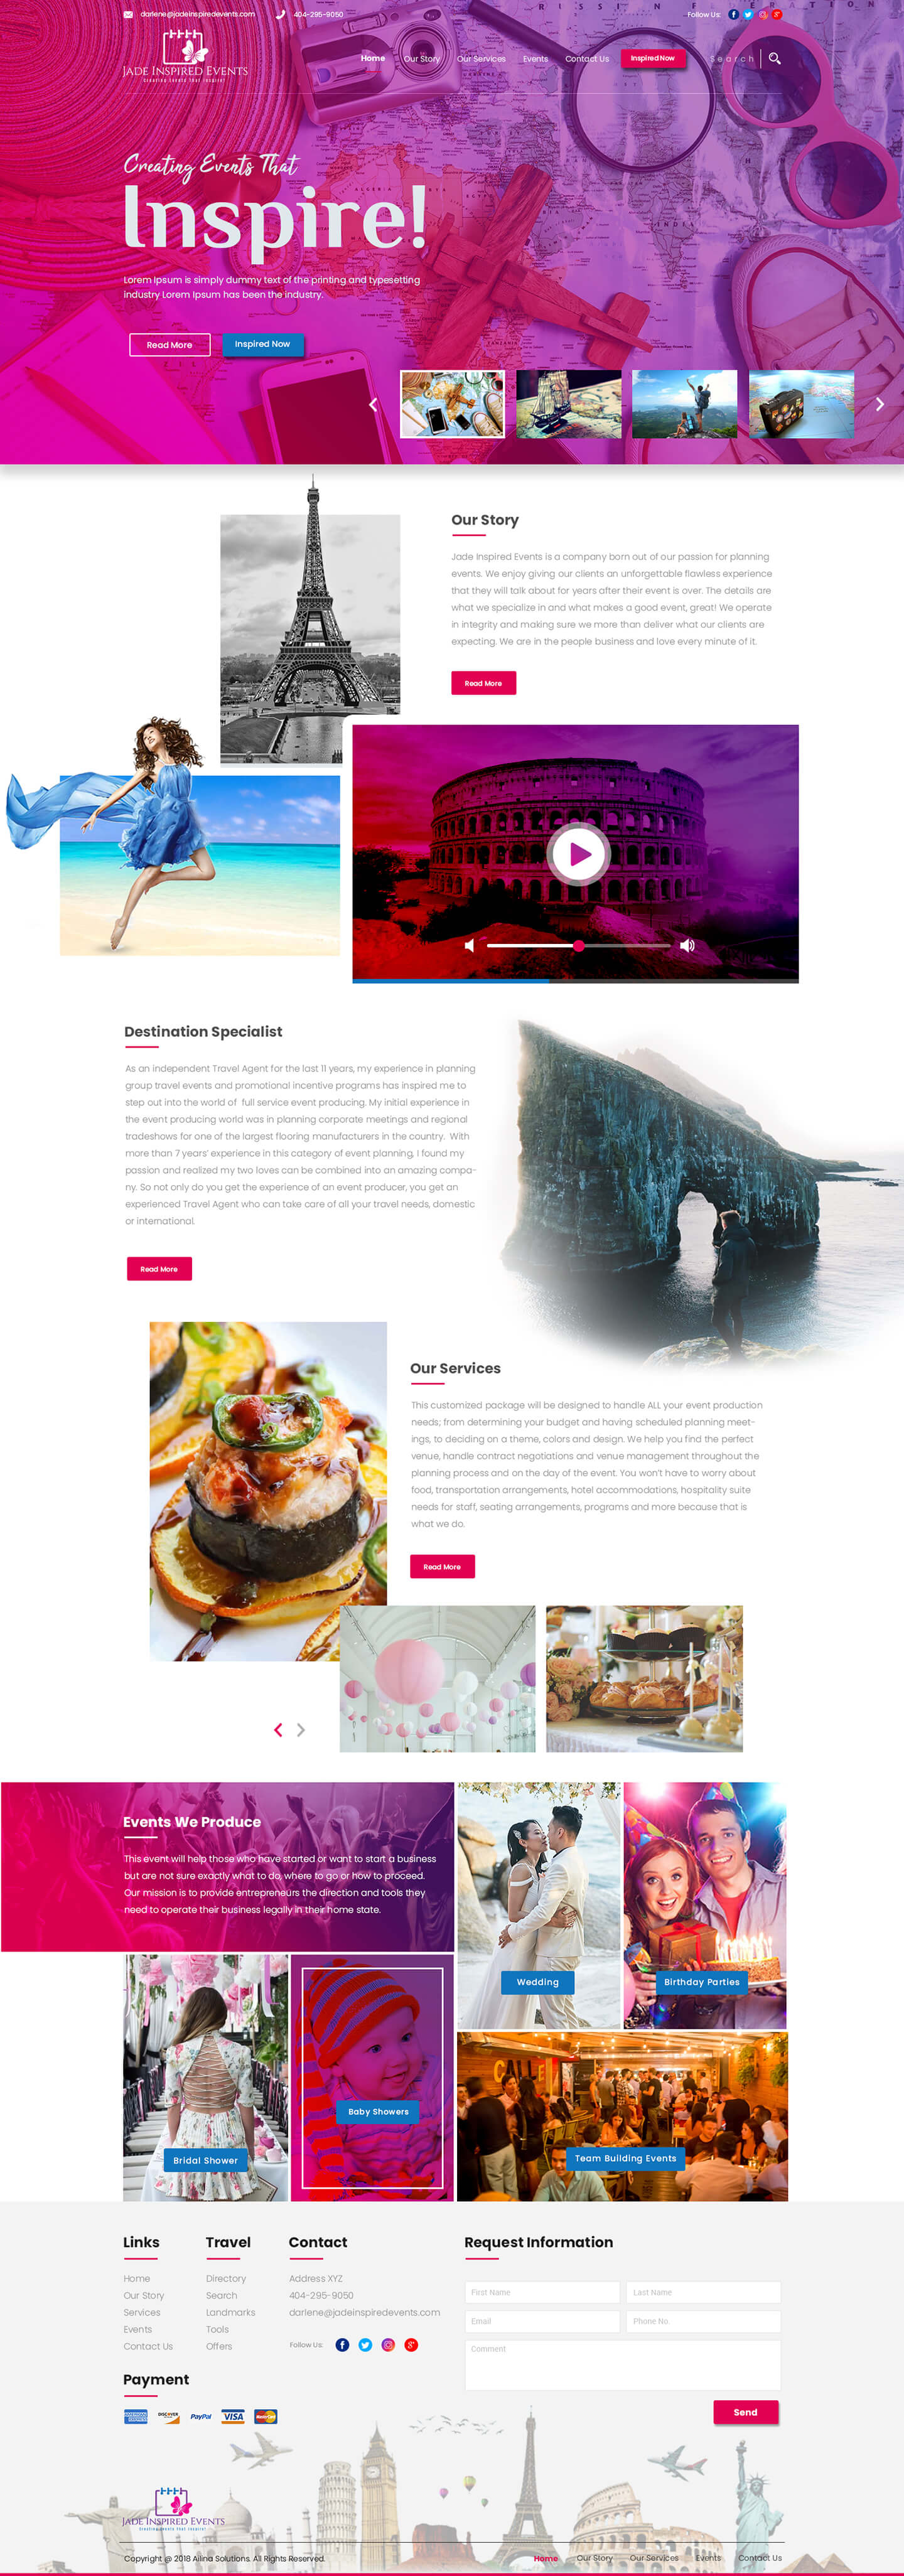 darlene@jadeinspiredevents.com
404-295-9050
Follow Us:
JADE INSPIRED EVENTS
Creating Events That Inspire!
Home
Our Story
Our Services
Events
Contact Us
Inspired Now
Search
Creating Events That
Inspire!
Lorem Ipsum is simply dummy text of the printing and typesetting
industry Lorem Ipsum has been the industry.
Read More
Inspired Now
Our Story
Jade Inspired Events is a company born out of our passion for planning
events. We enjoy giving our clients an unforgettable flawless experience
that they will talk about for years after their event is over. The details are
what we specialize in and what makes a good event, great! We operate
in integrity and making sure we more than deliver what our clients are
expecting. We are in the people business and love every minute of it.
Read More
Destination Specialist
As an independent Travel Agent for the last 11 years, my experience in planning
group travel events and promotional incentive programs has inspired me to
step out into the world of full service event producing. My initial experience in
the event producing world was in planning corporate meetings and regional
tradeshows for one of the largest flooring manufacturers in the country. With
more than 7 years' experience in this category of event planning, I found my
passion and realized my two loves can be combined into an amazing compa-
ny. So not only do you get the experience of an event producer, you get an
experienced Travel Agent who can take care of all your travel needs, domestic
or international.
Read More
Our Services
This customized package will be designed to handle ALL your event production
needs; from determining your budget and having scheduled planning meet-
ings, to deciding on a theme, colors and design. We help you find the perfect
venue, handle contract negotiations and venue management throughout the
planning process and on the day of the event. You won't have to worry about
food, transportation arrangements, hotel accommodations, hospitality suite
needs for staff, seating arrangements, programs and more because that is
what we do.
Read More
Events We Produce
This event will help those who have started or want to start a business
but are not sure exactly what to do, where to go or how to proceed.
Our mission is to provide entrepreneurs the direction and tools they
need to operate their business legally in their home state.
Wedding
Birthday Parties
Bridal Shower
Baby Showers
Team Building Events
Links
Home
Our Story
Services
Events
Contact Us
Travel
Directory
Search
Landmarks
Tools
Offers
Contact
Address XYZ
404-295-9050
darlene@jadeinspiredevents.com
Follow Us:
Request Information
First Name
Last Name
Email
Phone No.
Comment
Send
Payment
AMERICAN EXPRESS
DISCOVER
PayPal
VISA
MasterCard
JADE INSPIRED EVENTS
Creating Events That Inspire!
Copyright @ 2018 Ailina Solutions. All Rights Reserved.
Home
Our Story
Our Services
Events
Contact Us